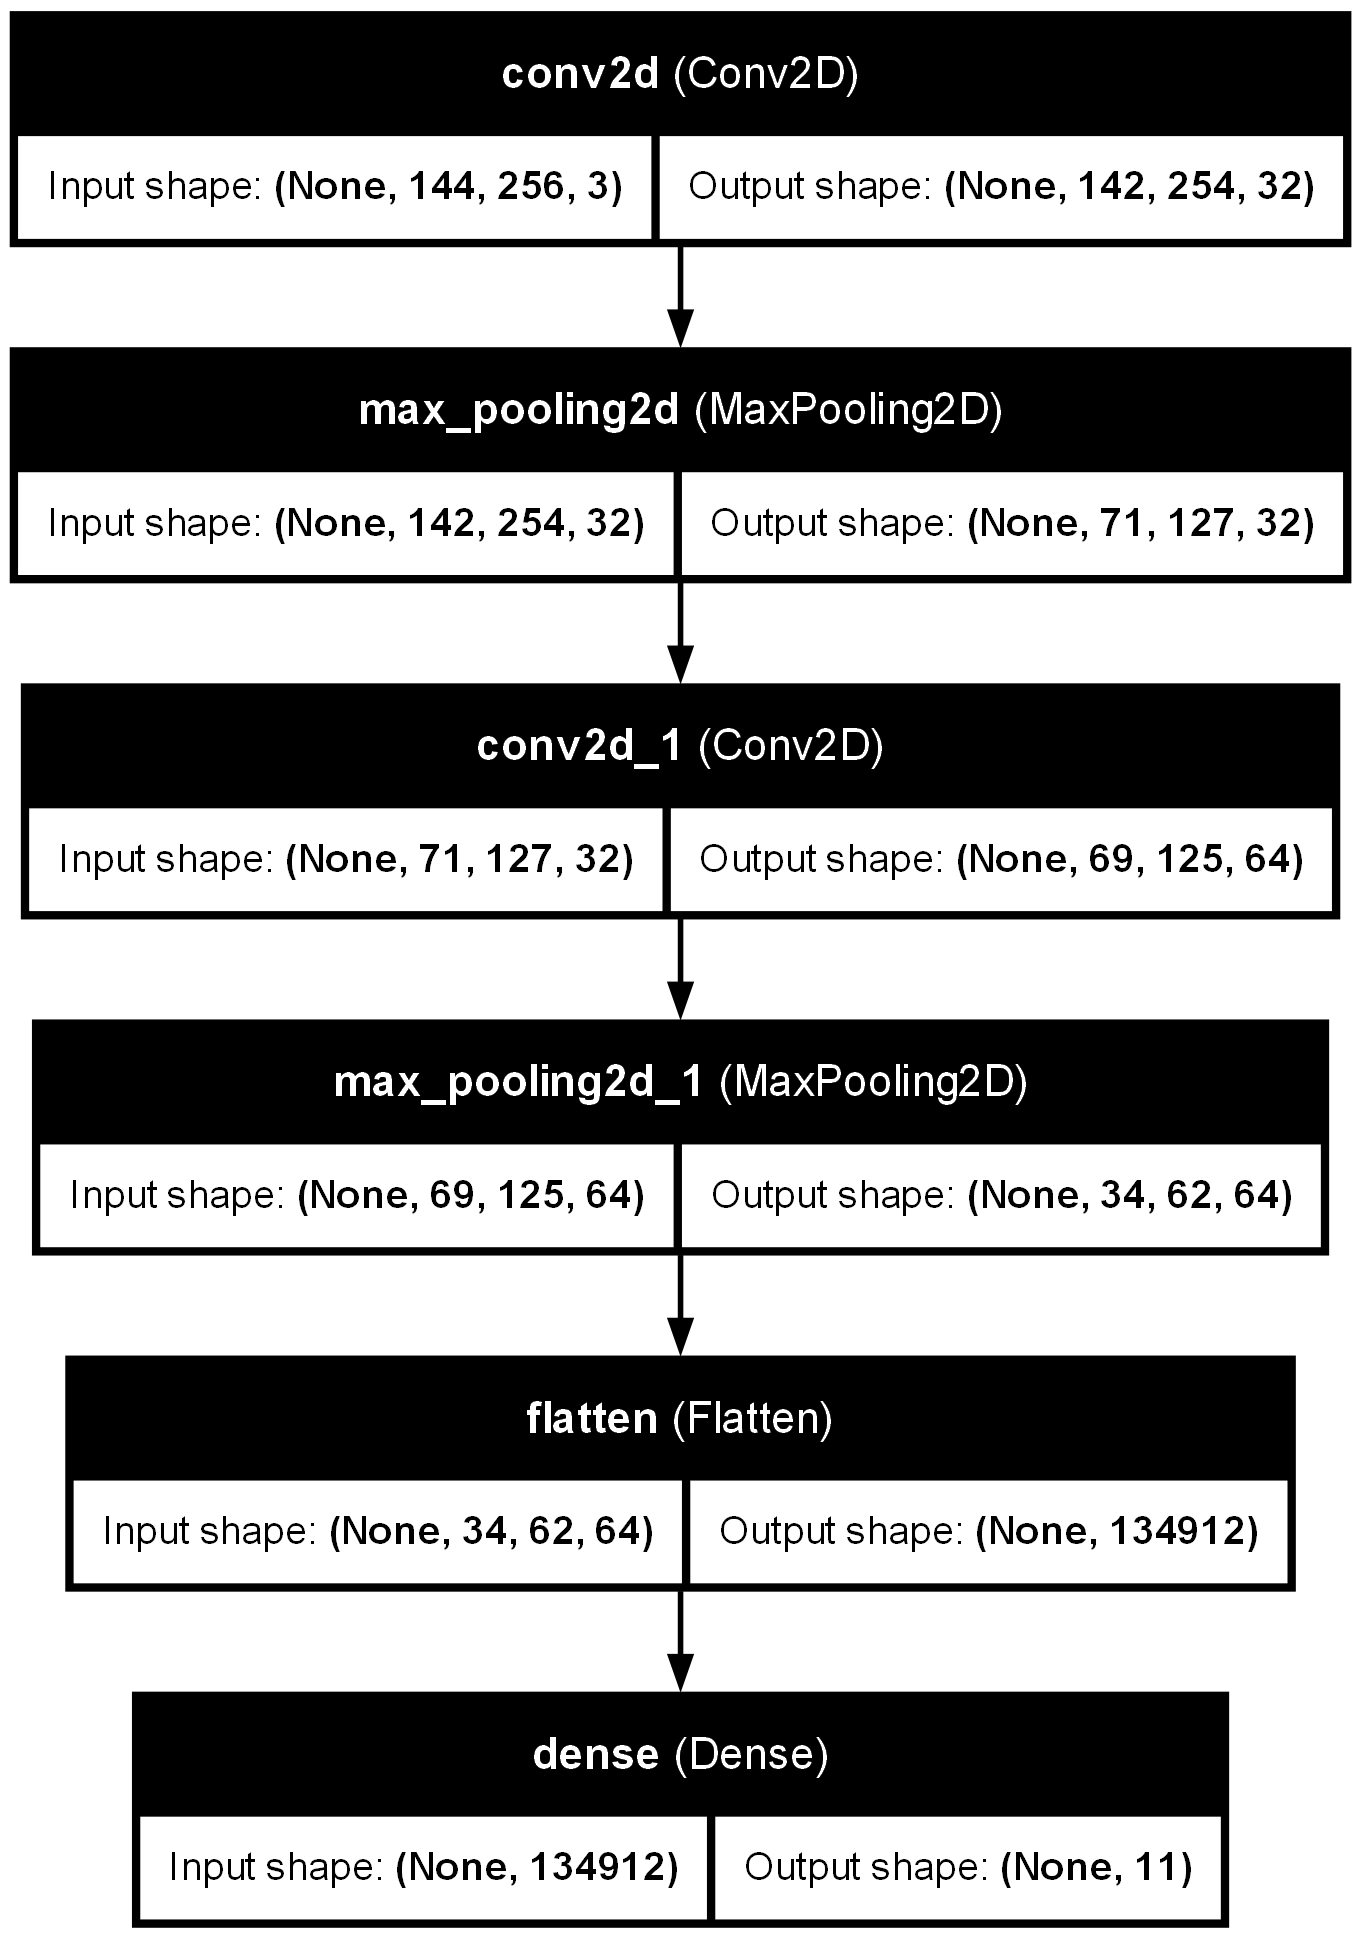 conv2d (Conv2D)
Input shape: (None, 144, 256, 3) Output shape: (None, 142, 254, 32)
max_pooling2d (MaxPooling2D)
Input shape: (None, 142, 254, 32) Output shape: (None, 71, 127, 32)
conv2d_1 (Conv2D)
Input shape: (None, 71, 127, 32) Output shape: (None, 69, 125, 64)
max_pooling2d_1 (MaxPooling2D)
Input shape: (None, 69, 125, 64) Output shape: (None, 34, 62, 64)
flatten (Flatten)
Input shape: (None, 34, 62, 64) Output shape: (None, 134912)
dense (Dense)
Input shape: (None, 134912) Output shape: (None, 11)